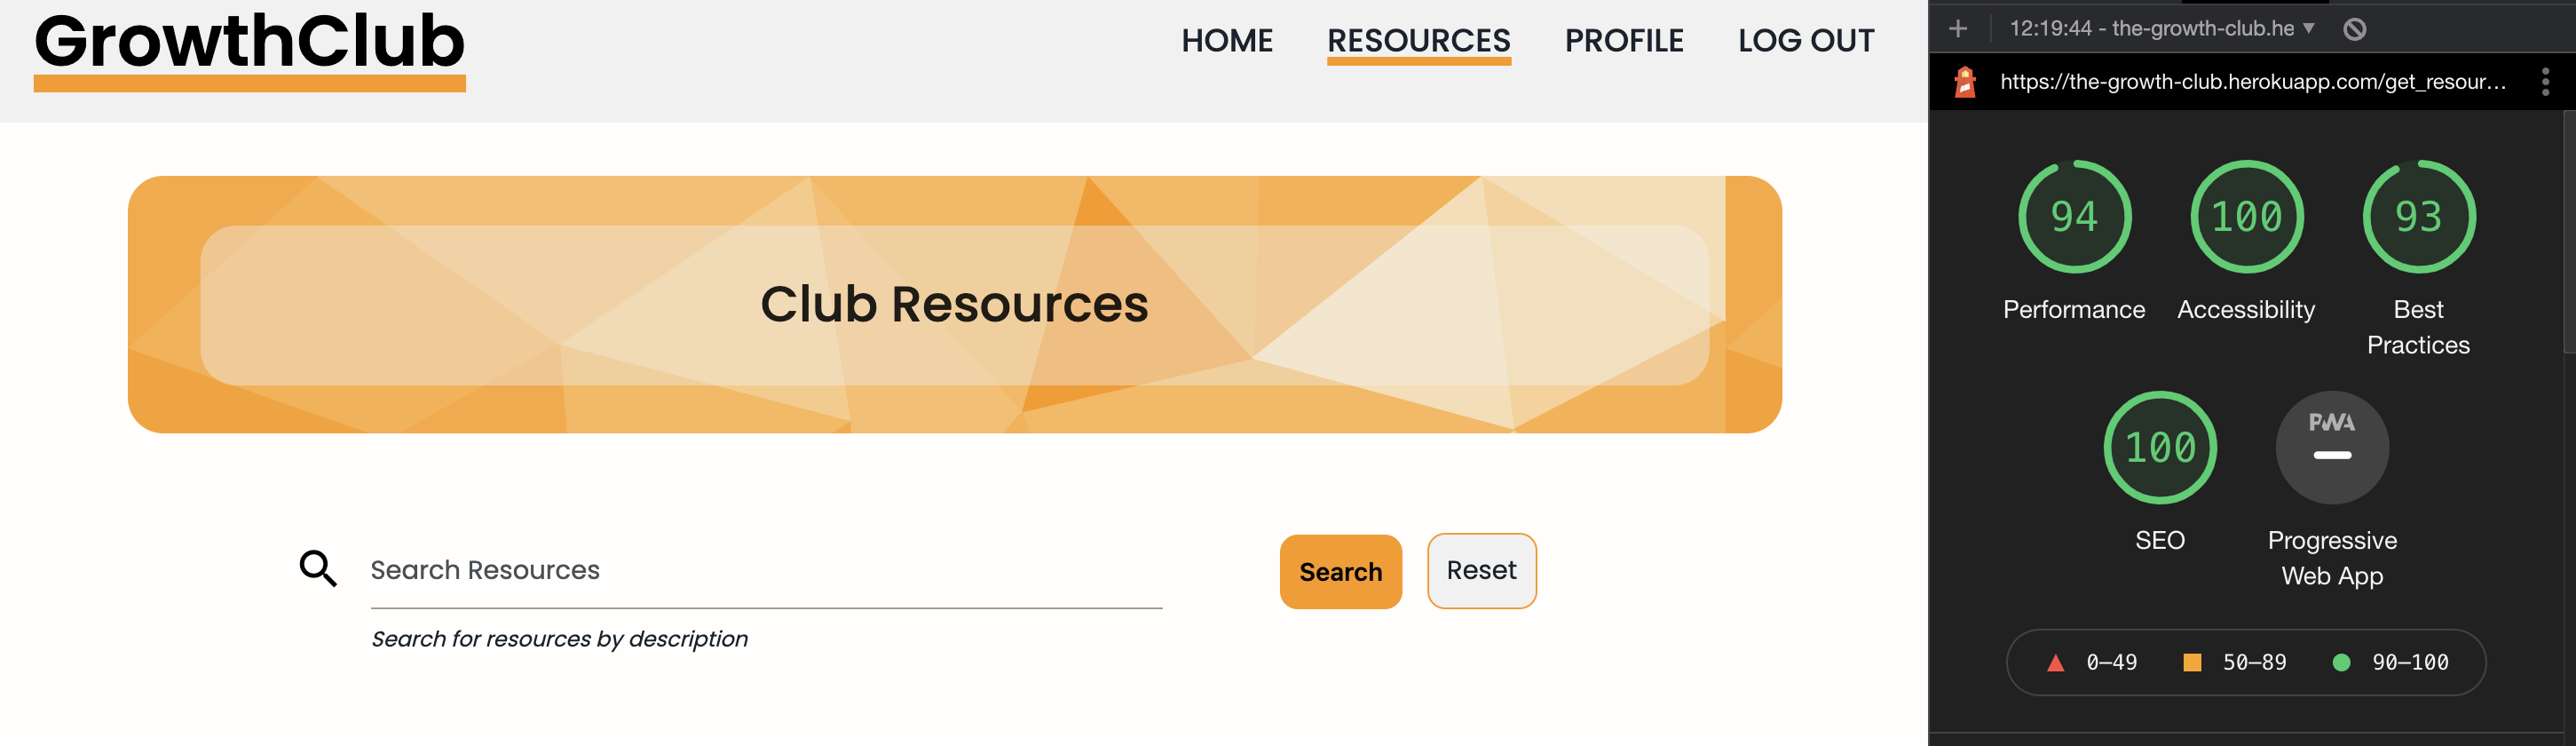 GrowthClub
HOME RESOURCES PROFILE LOG OUT
Club Resources
Search Resources
Search Reset
Search for resources by description
12:19:44 - the-growth-club.he
https://the-growth-club.herokuapp.com/get_resour...
94 100 93
Performance Accessibility Best
Practices
PWA
100
SEO Progressive
Web App
0–49 50–89 90–100